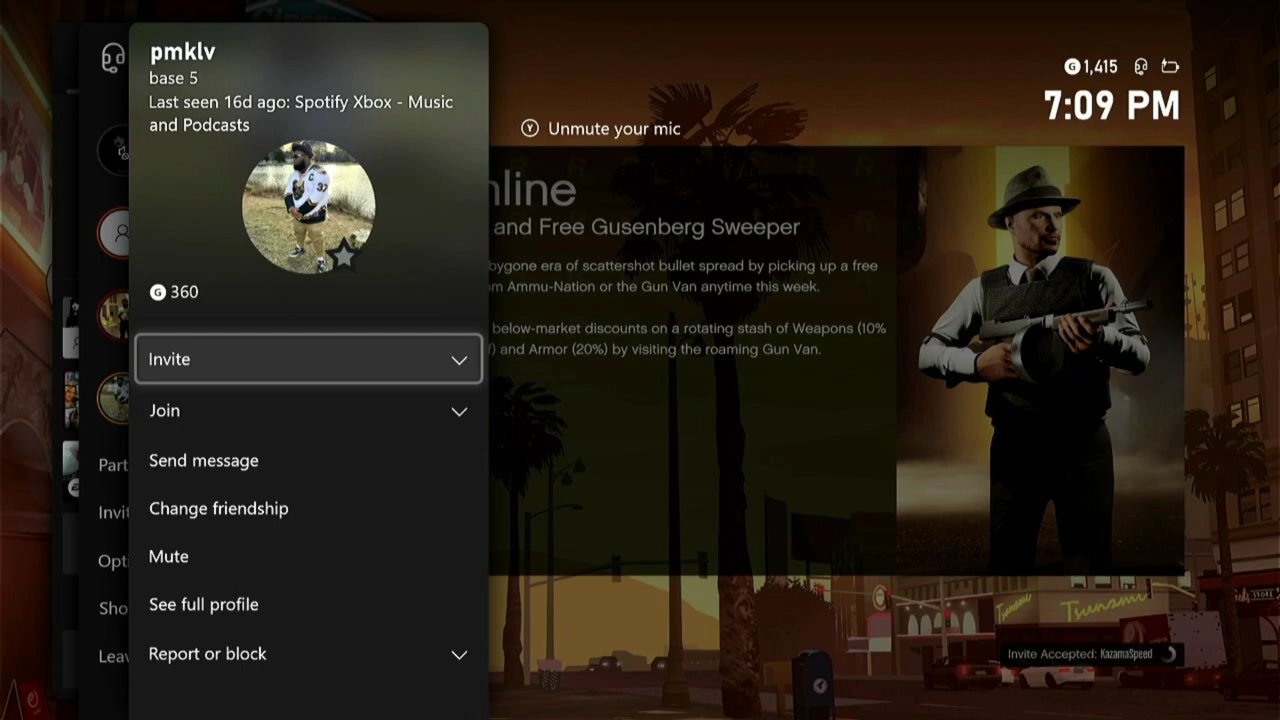 pmklv
base 5
Last seen 16d ago: Spotify Xbox - Music
and Podcasts
G 360
Invite
Join
Send message
Change friendship
Mute
See full profile
Report or block
Part
Invit
Opti
Sho
Leav
G 1,415
7:09 PM
Y Unmute your mic
nline
and Free Gusenberg Sweeper
bygone era of scattershot bullet spread by picking up a free
m Ammu-Nation or the Gun Van anytime this week.
below-market discounts on a rotating stash of Weapons (10%
) and Armor (20%) by visiting the roaming Gun Van.
37
Tsunami
Tsunami
STORE
Invite Accepted: KazamaSpeed